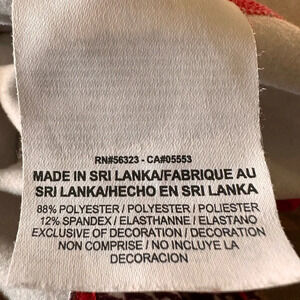 RN#56323 - CA#05553
MADE IN SRI LANKA/FABRIQUE AU
SRI LANKA/HECHO EN SRI LANKA
88% POLYESTER / POLYESTER / POLIESTER
12% SPANDEX / ELASTHANNE / ELASTANO
EXCLUSIVE OF DECORATION / DECORATION
NON COMPRISE / NO INCLUYE LA
DECORACION